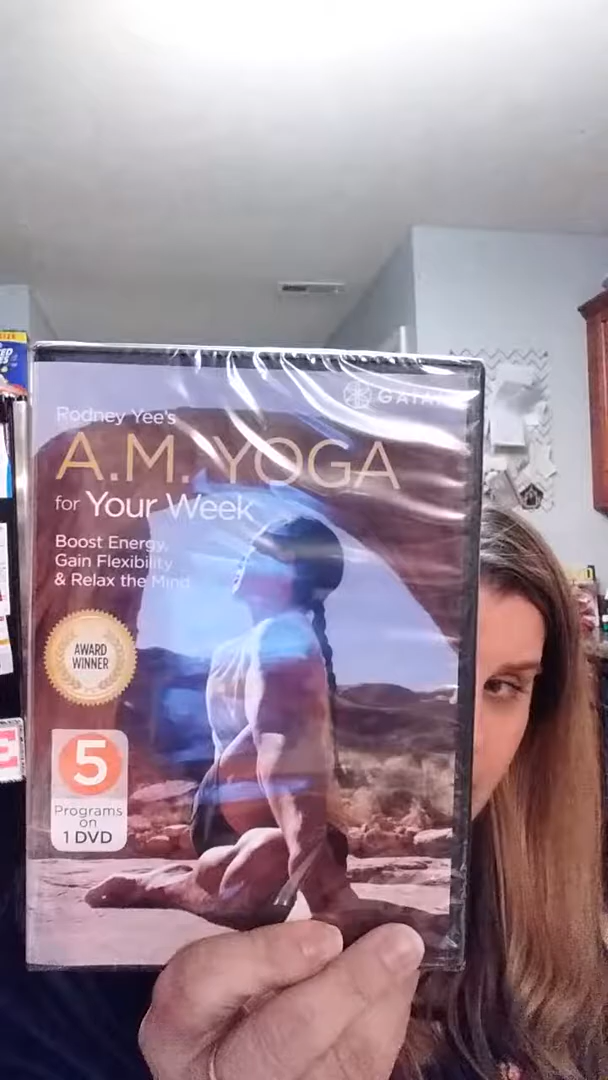 GAIAM
Rodney Yee's
A.M. YOGA
for Your Week
Boost Energy,
Gain Flexibility
& Relax the Mind
AWARD
WINNER
5
Programs
on
1 DVD